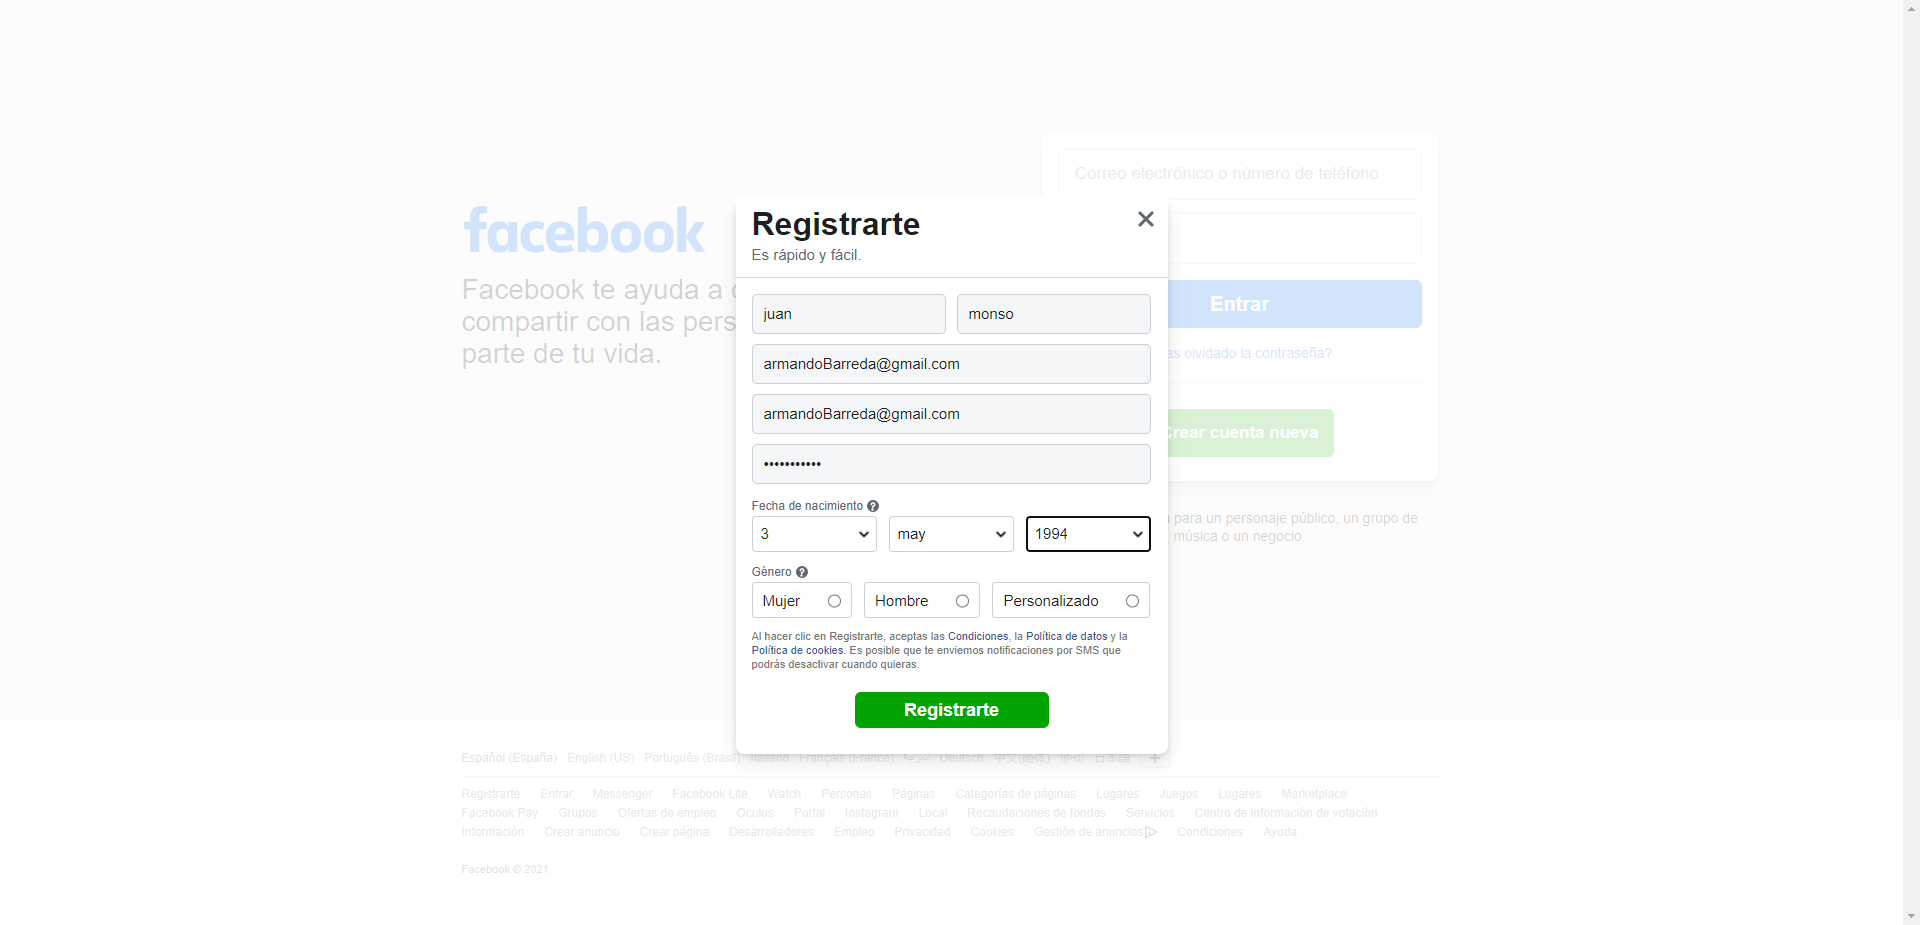 Correo electrónico o número de teléfono
facebook
Registrarte
Es rápido y fácil.
Facebook te ayuda a
compartir con las pers
parte de tu vida.
juan
monso
Entrar
armandoBarreda@gmail.com
as olvidado la contraseña?
armandoBarreda@gmail.com
Crear cuenta nueva
•••••••••••
Fecha de nacimiento
3
may
1994
para un personaje público, un grupo de
música o un negocio.
Género
Mujer
Hombre
Personalizado
Al hacer clic en Registrarte, aceptas las Condiciones, la Política de datos y la
Política de cookies. Es posible que te enviemos notificaciones por SMS que
podrás desactivar cuando quieras.
Registrarte
Español (España) English (US) Português (Brasil) Italiano Français (France) Deutsch 中文(简体) 日本語
Registrarte Entrar Messenger Facebook Lite Watch Personas Páginas Categorías de páginas Lugares Juegos Lugares Marketplace
Facebook Pay Grupos Ofertas de empleo Oculus Portal Instagram Local Recaudaciones de fondos Servicios Centro de información de votación
Información Crear anuncio Crear página Desarrolladores Empleo Privacidad Cookies Gestión de anuncios Condiciones Ayuda
Facebook © 2021